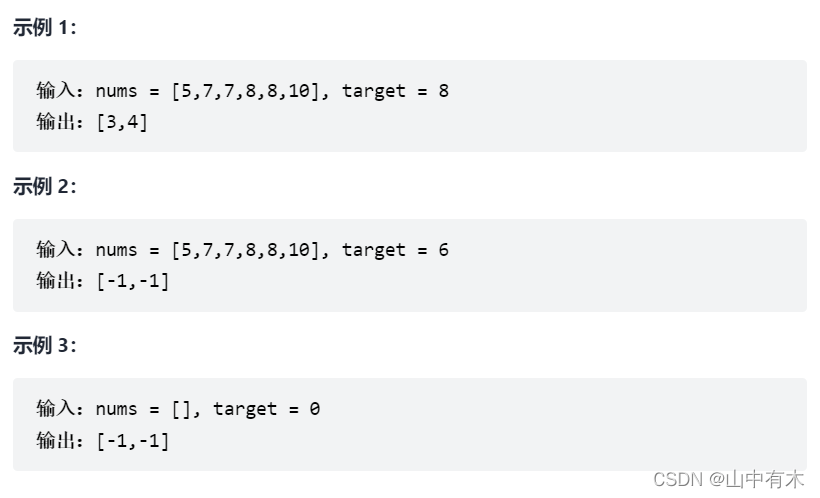 示例 1：
输入：nums = [5,7,7,8,8,10], target = 8
输出：[3,4]
示例 2：
输入：nums = [5,7,7,8,8,10], target = 6
输出：[-1,-1]
示例 3：
输入：nums = [], target = 0
输出：[-1,-1]
CSDN @山中有木